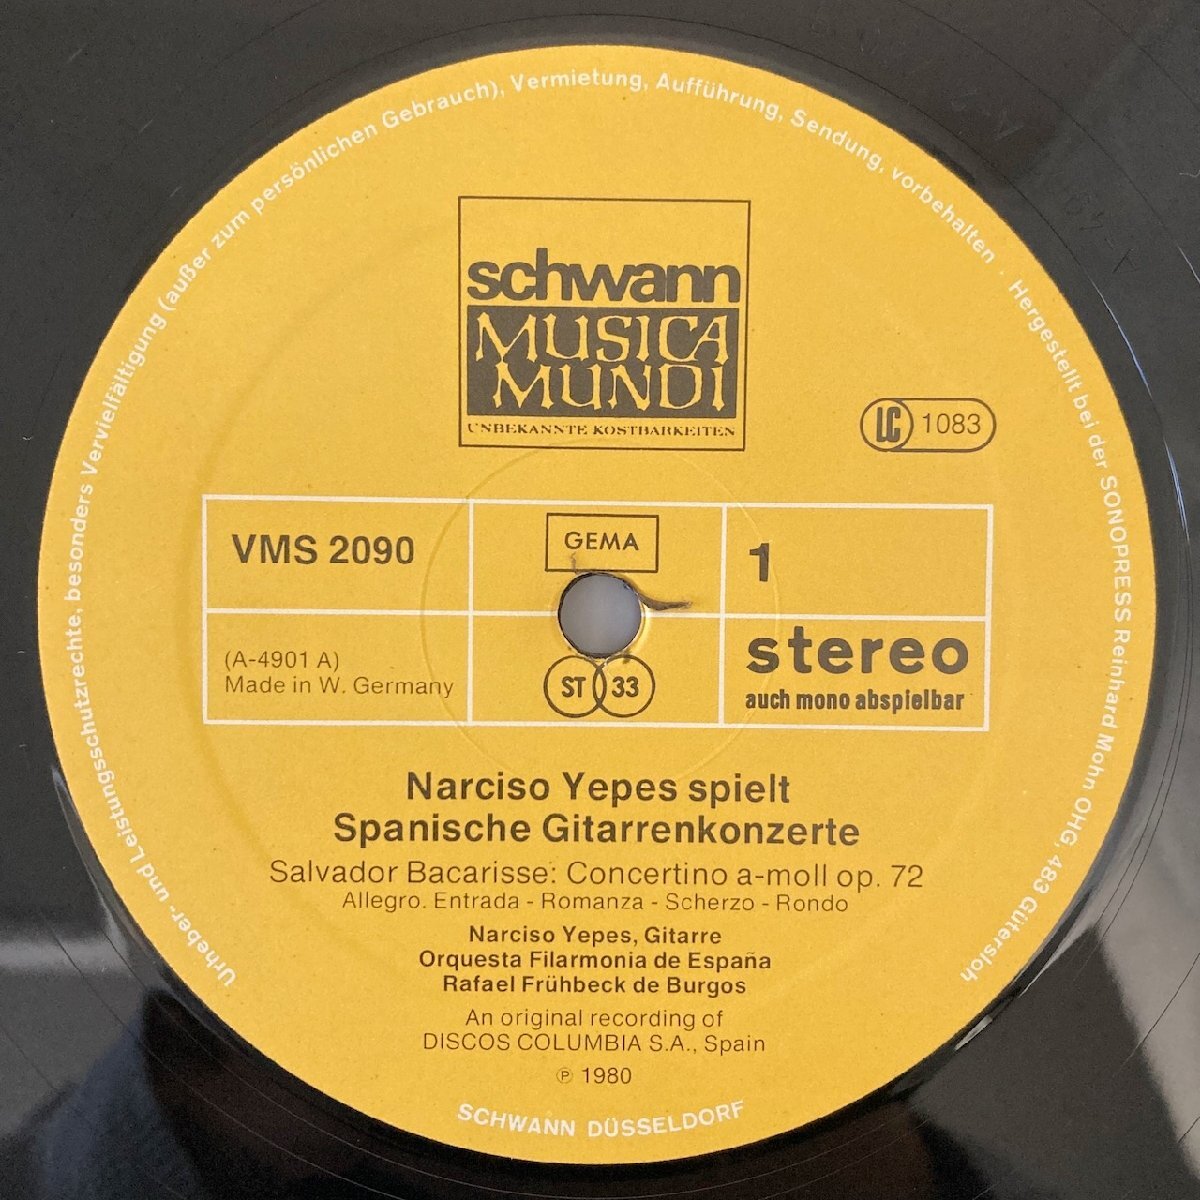 Urheber- und Leistungsschutzrechte, besonders Vervielfältigung (außer zum persönlichen Gebrauch), Vermietung, Aufführung, Sendung, vorbehalten · Hergestellt bei der SONOPRESS Reinhard Mohn OHG, 483 Gütersloh
schwann
MUSICA
MUNDI
UNBEKANNTE KOSTBARKEITEN
LC 1083
VMS 2090
GEMA
1
(A-4901 A)
Made in W. Germany
ST 33
stereo
auch mono abspielbar
Narciso Yepes spielt
Spanische Gitarrenkonzerte
Salvador Bacarisse: Concertino a-moll op. 72
Allegro. Entrada - Romanza - Scherzo - Rondo
Narciso Yepes, Gitarre
Orquesta Filarmonia de España
Rafael Frühbeck de Burgos
An original recording of
DISCOS COLUMBIA S.A., Spain
℗ 1980
SCHWANN DÜSSELDORF